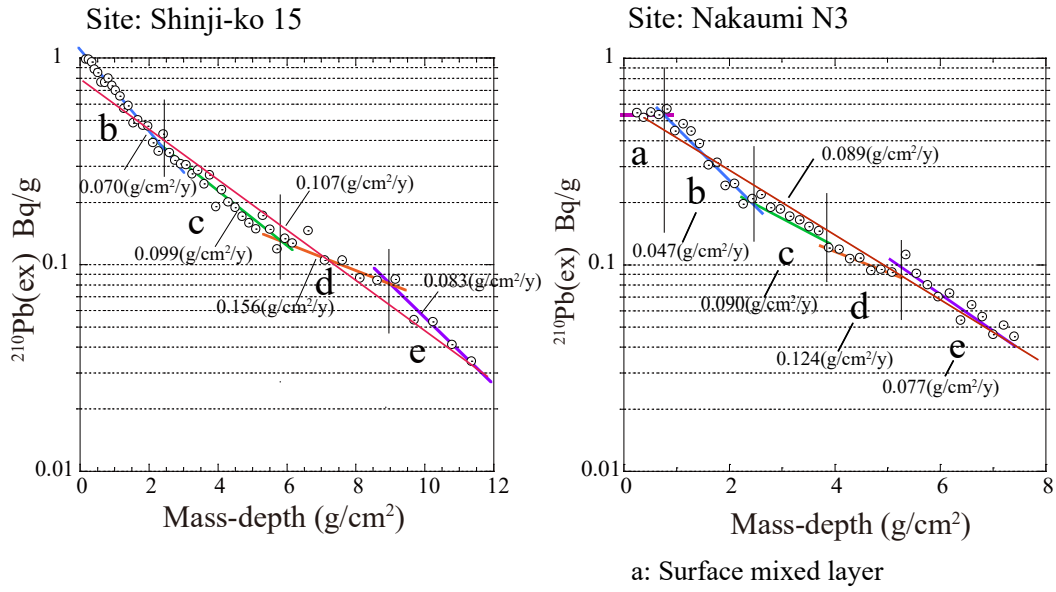 Site: Shinji-ko 15
1
0.1
0.01
²¹⁰Pb(ex) Bq/g
b
0.070(g/cm²/y)
0.107(g/cm²/y)
c
0.099(g/cm²/y)
d
0.156(g/cm²/y)
0.083(g/cm²/y)
e
0 2 4 6 8 10 12
Mass-depth (g/cm²)
Site: Nakaumi N3
1
0.1
0.01
²¹⁰Pb(ex) Bq/g
a
0.089(g/cm²/y)
b
0.047(g/cm²/y)
c
0.090(g/cm²/y)
d
0.124(g/cm²/y)
e
0.077(g/cm²/y)
0 2 4 6 8
Mass-depth (g/cm²)
a: Surface mixed layer